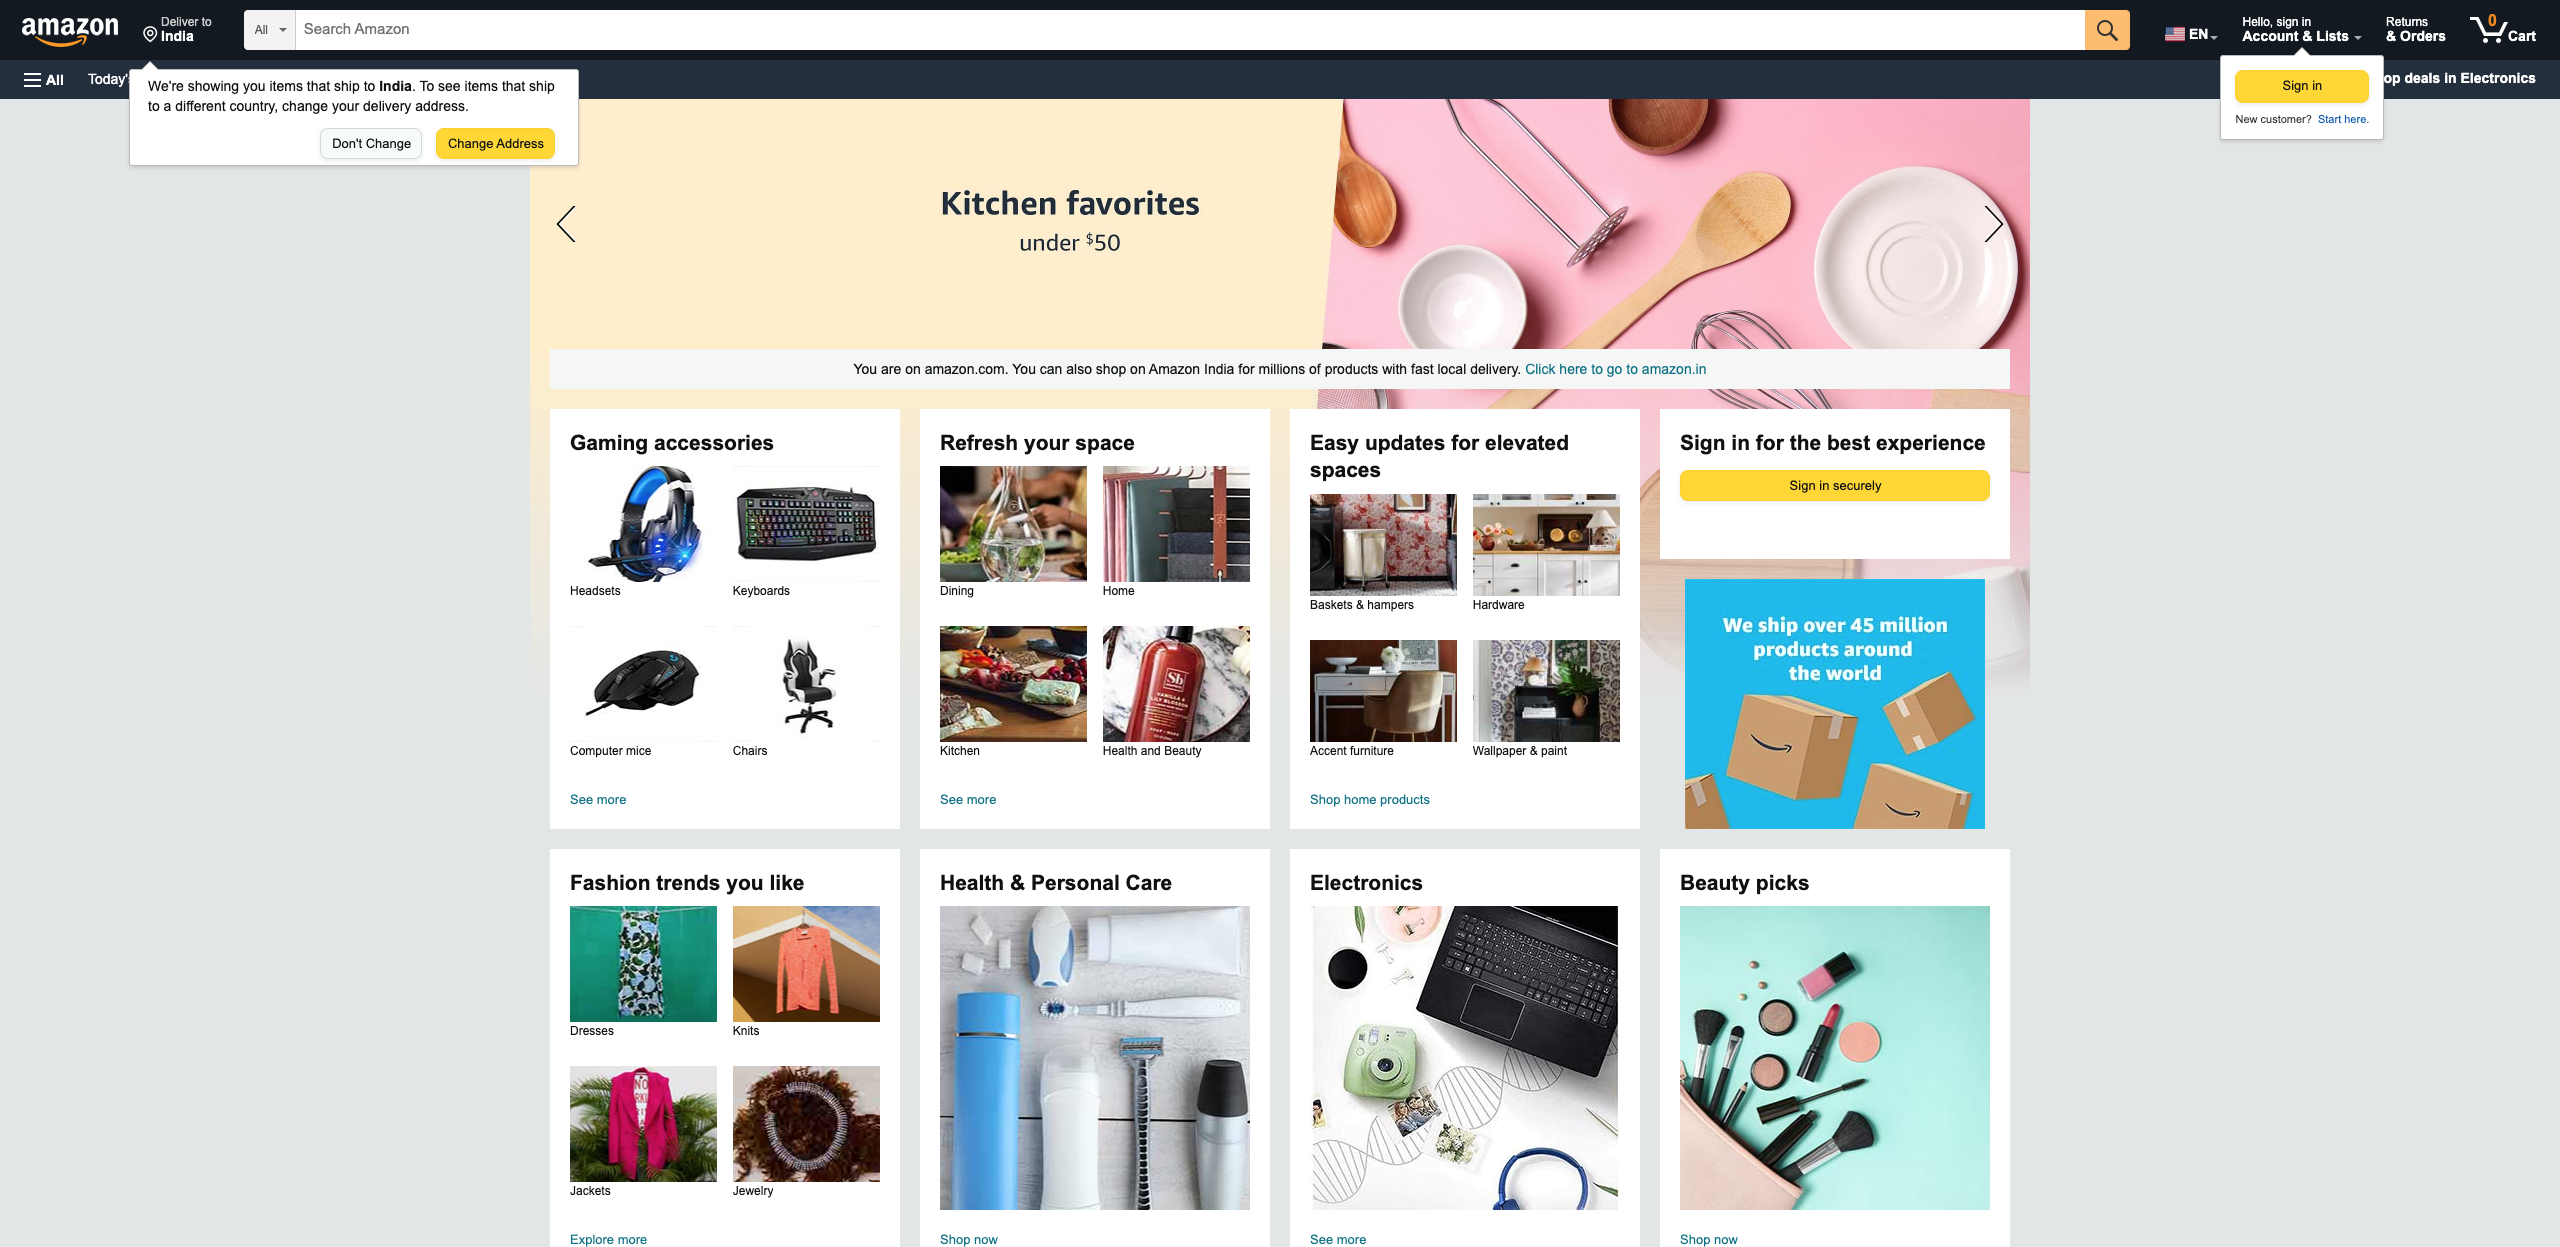 amazon
Deliver to
India
All
Search Amazon
EN
Hello, sign in
Account & Lists
Returns
& Orders
0
Cart
All
Today's
op deals in Electronics
We're showing you items that ship to India. To see items that ship
to a different country, change your delivery address.
Don't Change
Change Address
Sign in
New customer? Start here.
Kitchen favorites
under $50
You are on amazon.com. You can also shop on Amazon India for millions of products with fast local delivery. Click here to go to amazon.in
Gaming accessories
Headsets
Keyboards
Computer mice
Chairs
See more
Refresh your space
Dining
Home
Kitchen
Sb
VANILLA &
LILY BLOSSOM
Health and Beauty
See more
Easy updates for elevated
spaces
Baskets & hampers
Hardware
Accent furniture
Wallpaper & paint
Shop home products
Sign in for the best experience
Sign in securely
We ship over 45 million
products around
the world
Fashion trends you like
Dresses
Knits
Jackets
Jewelry
Explore more
Health & Personal Care
Shop now
Electronics
See more
Beauty picks
Shop now